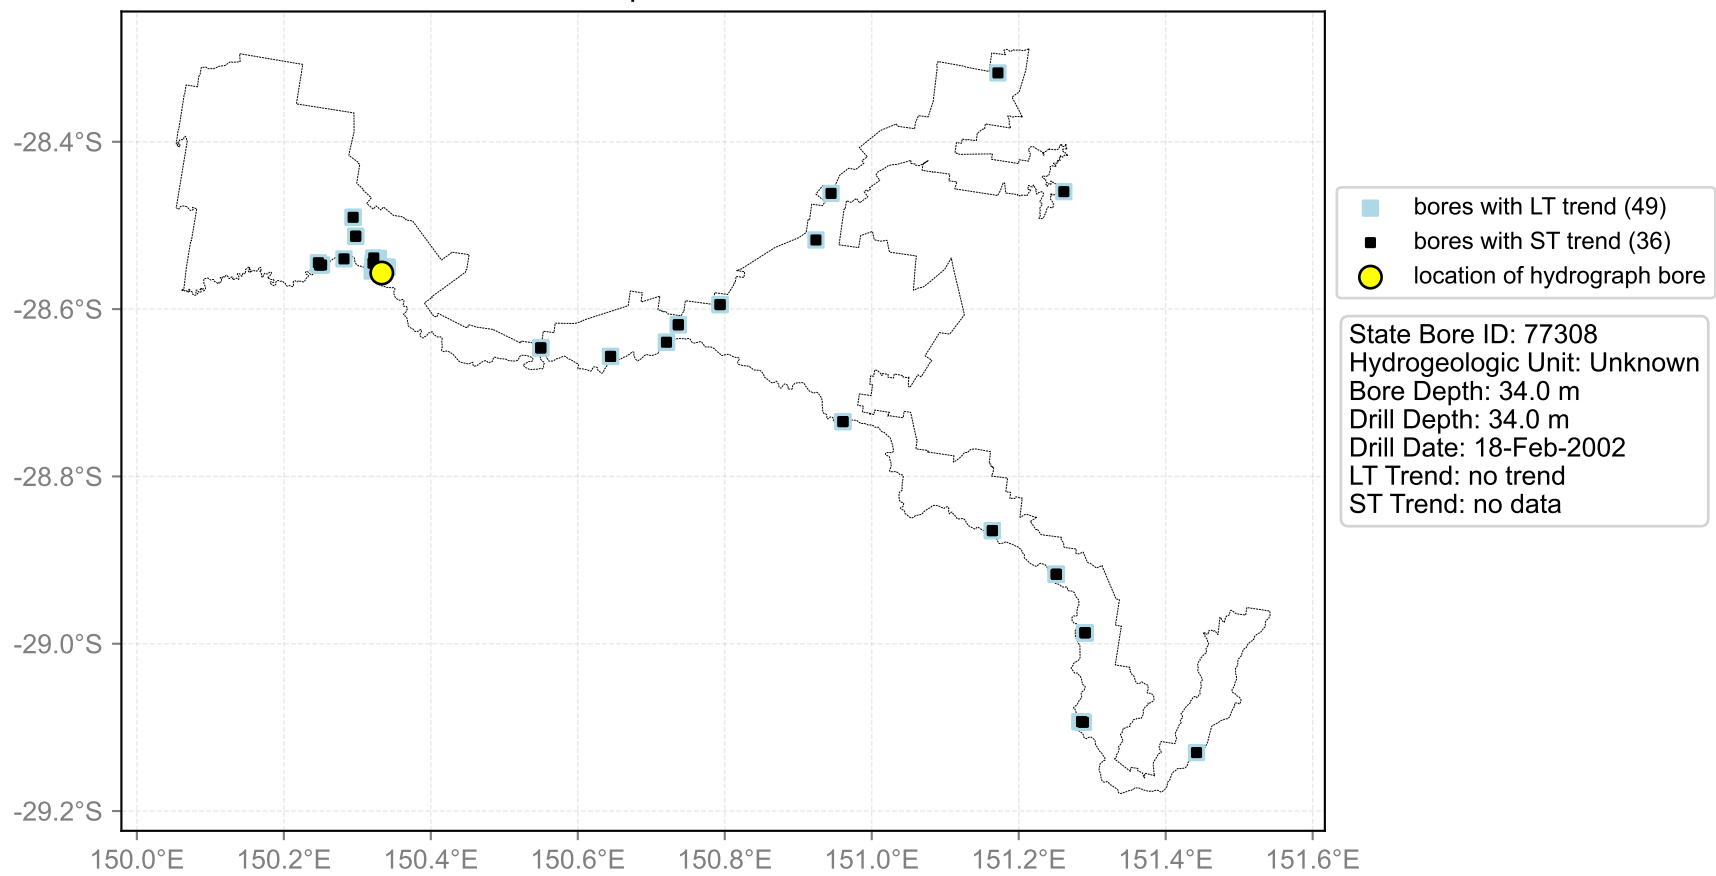 -28.4°S
-28.6°S
-28.8°S
-29.0°S
-29.2°S
150.0°E 150.2°E 150.4°E 150.6°E 150.8°E 151.0°E 151.2°E 151.4°E 151.6°E
bores with LT trend (49)
bores with ST trend (36)
location of hydrograph bore
State Bore ID: 77308
Hydrogeologic Unit: Unknown
Bore Depth: 34.0 m
Drill Depth: 34.0 m
Drill Date: 18-Feb-2002
LT Trend: no trend
ST Trend: no data